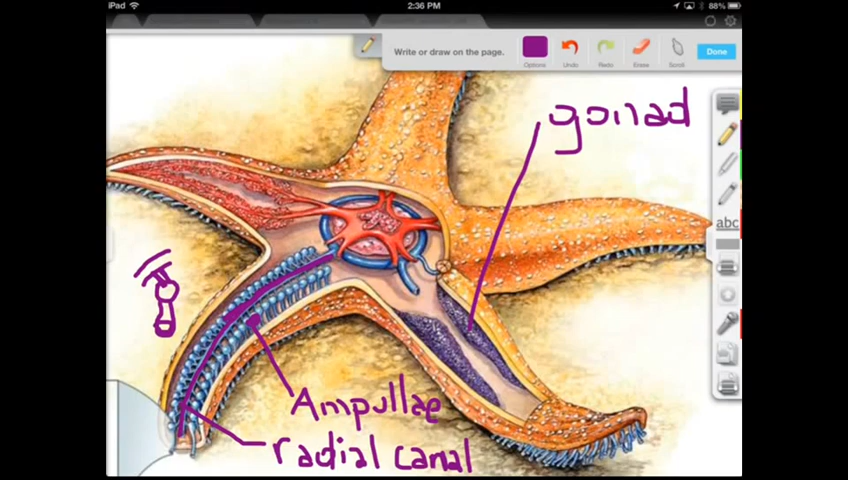 iPad
2:36 PM
88%
Write or draw on the page.
Options
Undo
Redo
Erase
Scroll
Done
gonad
abc
Ampullae
radial canal